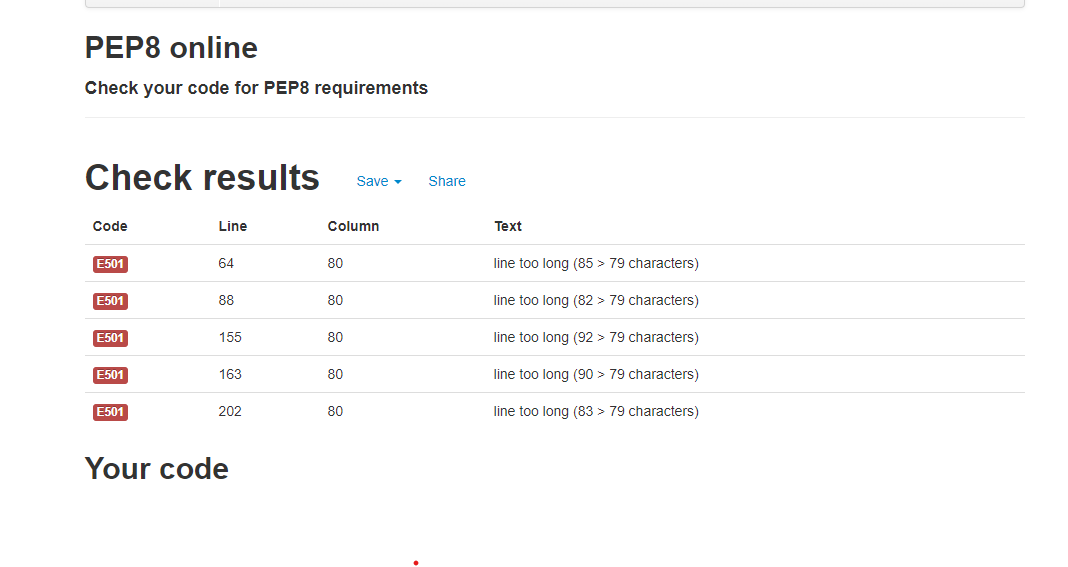 PEP8 online
Check your code for PEP8 requirements
Check results Save Share
Code Line Column Text
E501 64 80 line too long (85 > 79 characters)
E501 88 80 line too long (82 > 79 characters)
E501 155 80 line too long (92 > 79 characters)
E501 163 80 line too long (90 > 79 characters)
E501 202 80 line too long (83 > 79 characters)
Your code